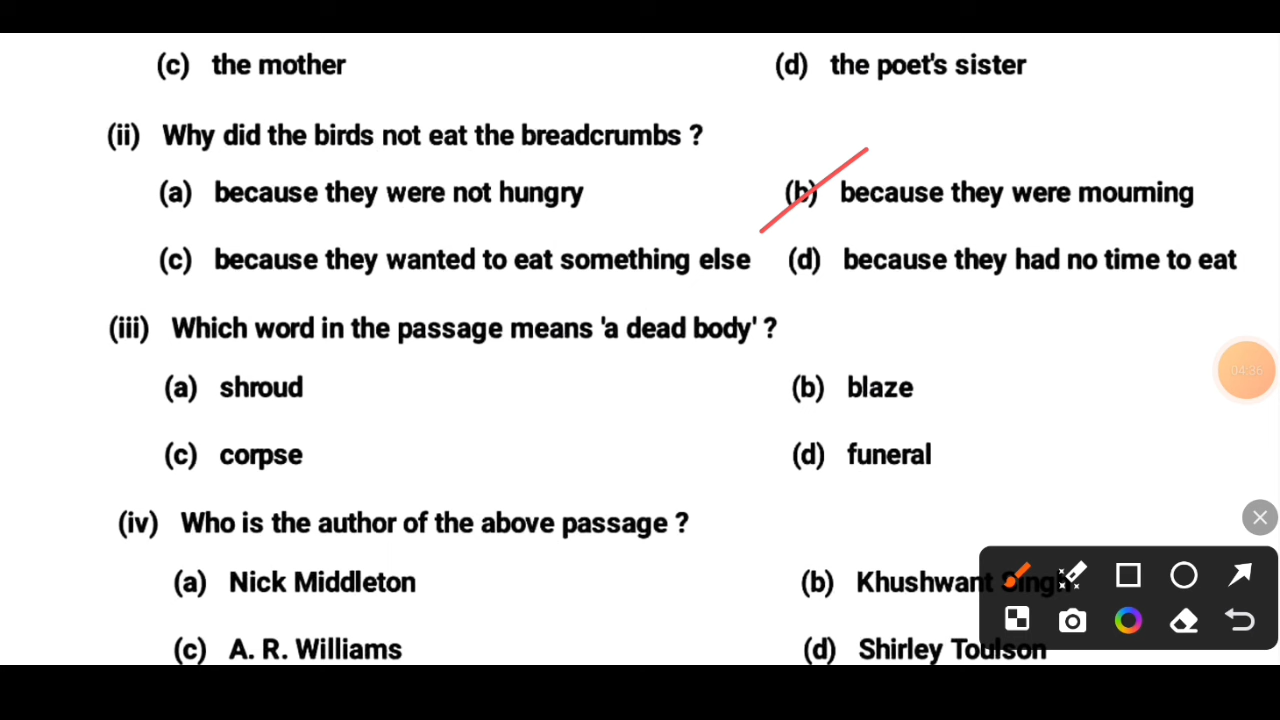 (c) the mother (d) the poet's sister
(ii) Why did the birds not eat the breadcrumbs ?
(a) because they were not hungry (b) because they were mourning
(c) because they wanted to eat something else (d) because they had no time to eat
(iii) Which word in the passage means 'a dead body' ?
(a) shroud (b) blaze
04:36
(c) corpse (d) funeral
(iv) Who is the author of the above passage ?
(a) Nick Middleton (b) Khushwant Singh
(c) A. R. Williams (d) Shirley Toulson